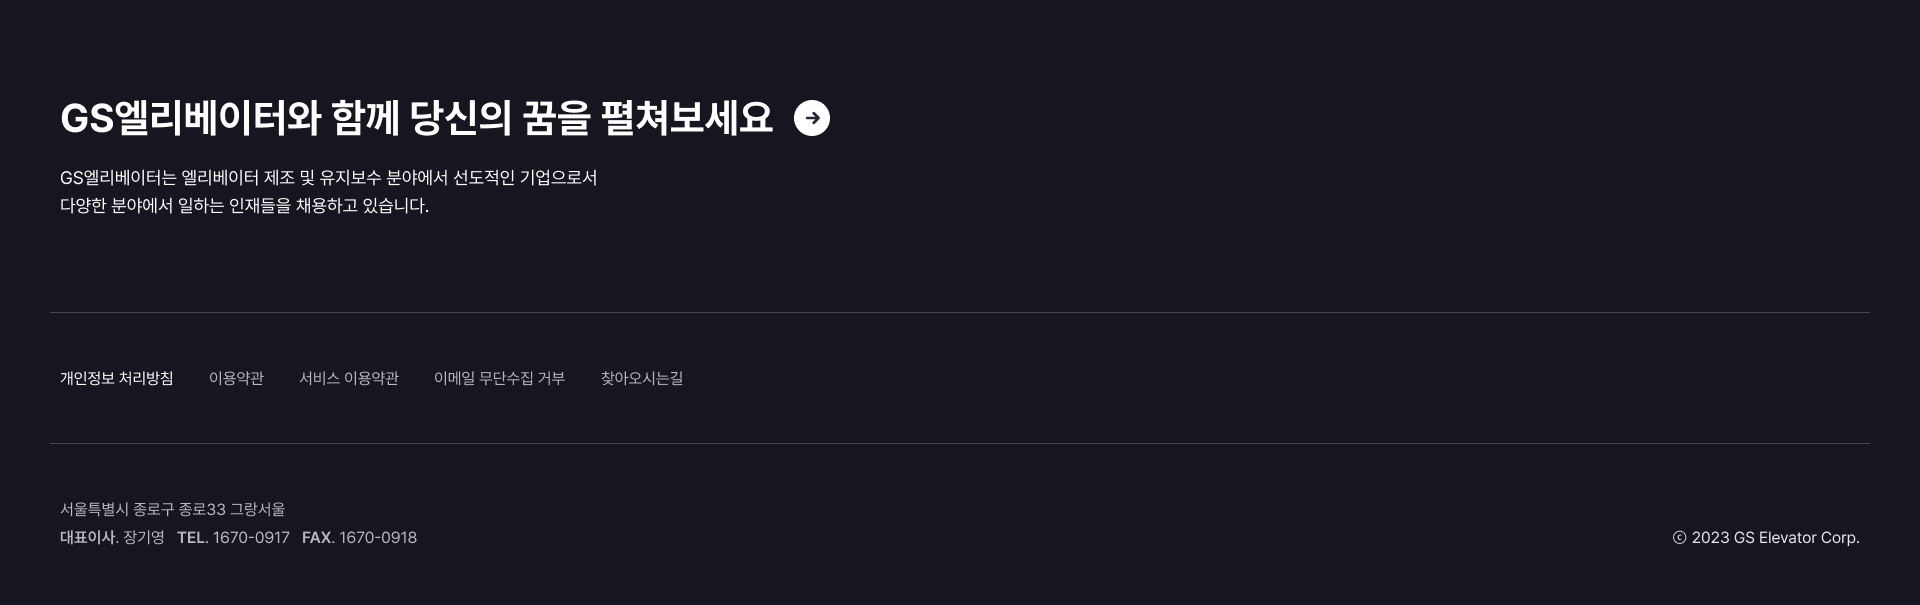 GS엘리베이터와 함께 당신의 꿈을 펼쳐보세요
GS엘리베이터는 엘리베이터 제조 및 유지보수 분야에서 선도적인 기업으로서
다양한 분야에서 일하는 인재들을 채용하고 있습니다.
개인정보 처리방침 이용약관 서비스 이용약관 이메일 무단수집 거부 찾아오시는길
서울특별시 종로구 종로33 그랑서울
대표이사. 장기영 TEL. 1670-0917 FAX. 1670-0918
ⓒ 2023 GS Elevator Corp.